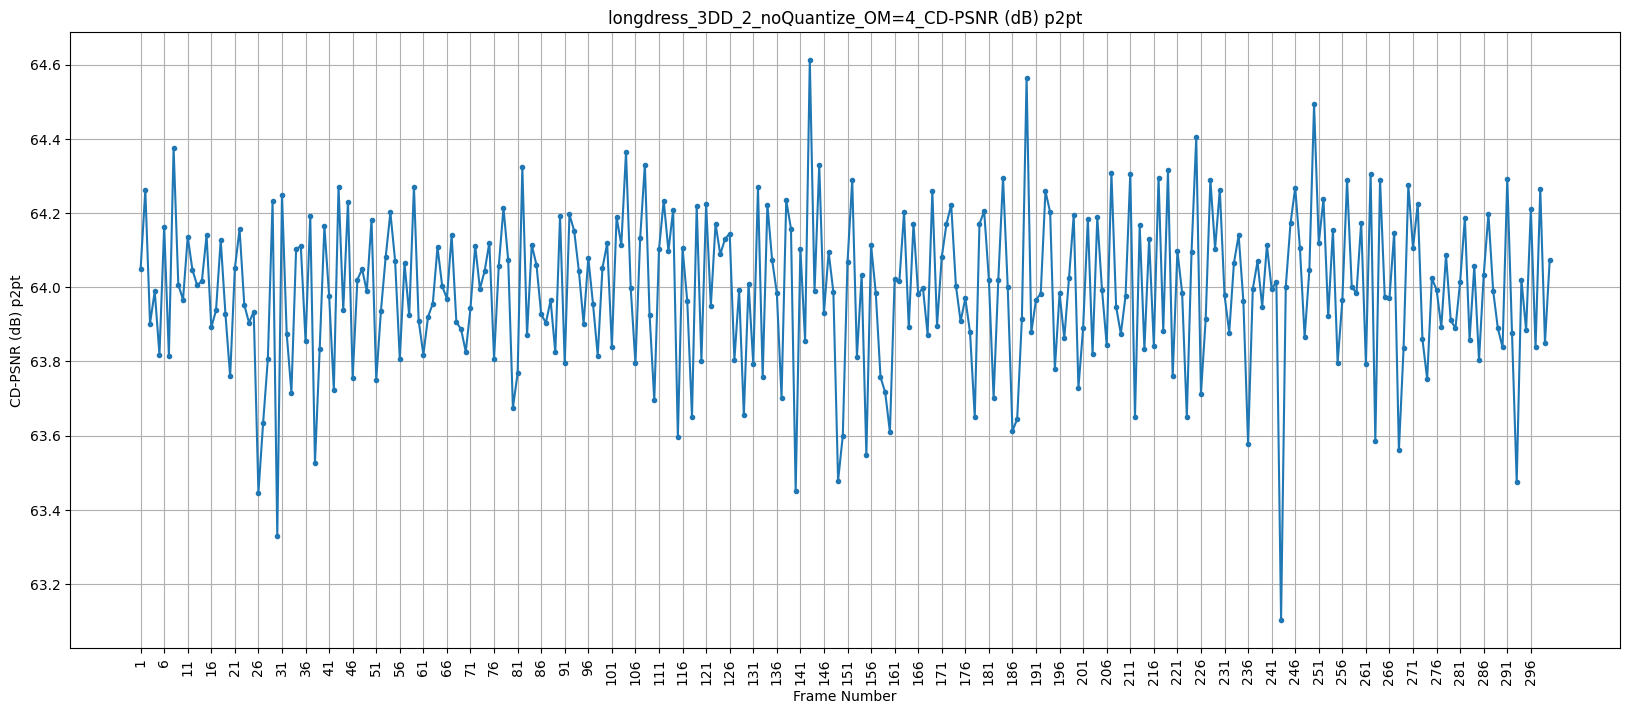 longdress_3DD_2_noQuantize_OM=4_CD-PSNR (dB) p2pt
CD-PSNR (dB) p2pt
64.6
64.4
64.2
64.0
63.8
63.6
63.4
63.2
1 6 11 16 21 26 31 36 41 46 51 56 61 66 71 76 81 86 91 96 101 106 111 116 121 126 131 136 141 146 151 156 161 166 171 176 181 186 191 196 201 206 211 216 221 226 231 236 241 246 251 256 261 266 271 276 281 286 291 296
Frame Number